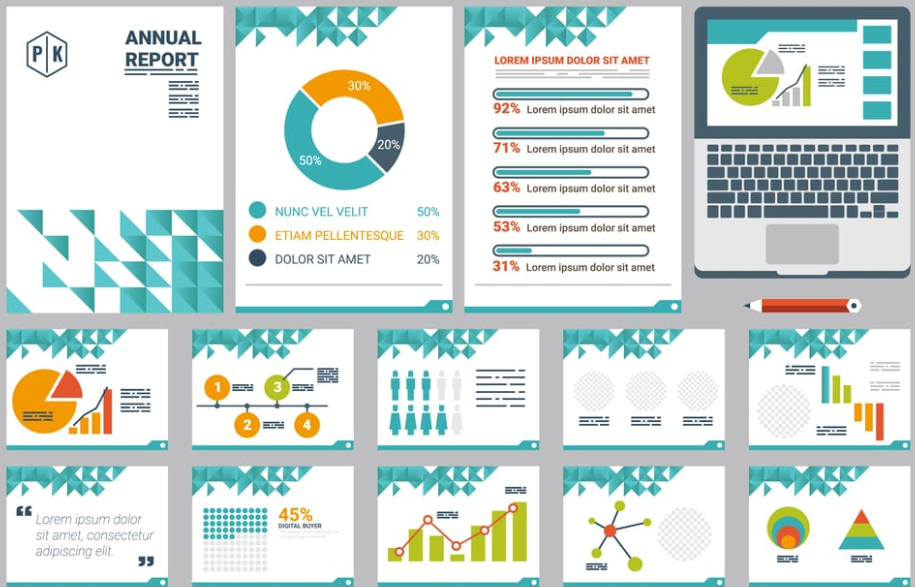 P K
ANNUAL
REPORT
30%
20%
50%
NUNC VEL VELIT 50%
ETIAM PELLENTESQUE 30%
DOLOR SIT AMET 20%
LOREM IPSUM DOLOR SIT AMET
92% Lorem ipsum dolor sit amet
71% Lorem ipsum dolor sit amet
63% Lorem ipsum dolor sit amet
53% Lorem ipsum dolor sit amet
31% Lorem ipsum dolor sit amet
1
3
2
4
“ Lorem ipsum dolor
sit amet, consectetur
adipiscing elit. ”
45%
DIGITAL BUYER